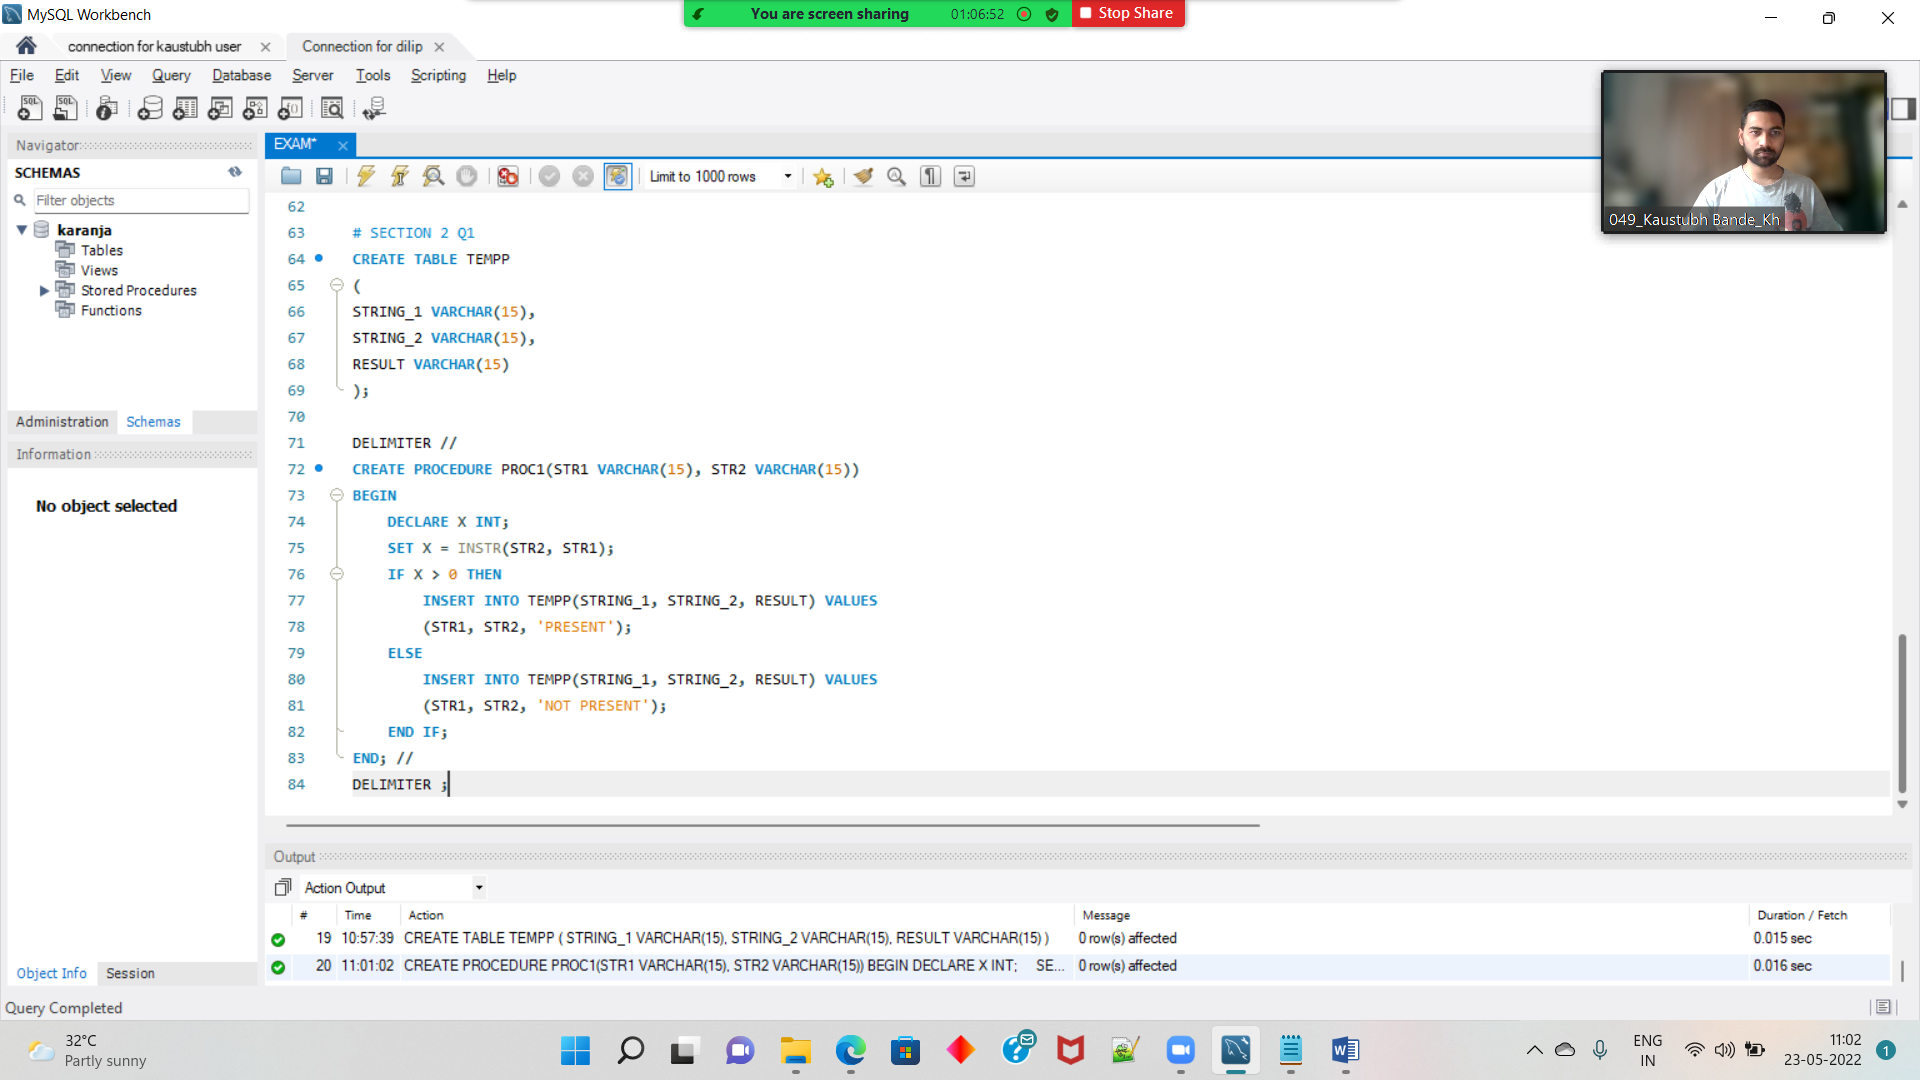 MySQL Workbench
You are screen sharing 01:06:52 Stop Share
connection for kaustubh user Connection for dilip
File Edit View Query Database Server Tools Scripting Help
Navigator
SCHEMAS
Filter objects
karanja
Tables
Views
Stored Procedures
Functions
Administration Schemas
Information
No object selected
Object Info Session
Query Completed
EXAM*
Limit to 1000 rows
049_Kaustubh Bande_Kh
62
63 # SECTION 2 Q1
64 CREATE TABLE TEMPP
65 (
66 STRING_1 VARCHAR(15),
67 STRING_2 VARCHAR(15),
68 RESULT VARCHAR(15)
69 );
70
71 DELIMITER //
72 CREATE PROCEDURE PROC1(STR1 VARCHAR(15), STR2 VARCHAR(15))
73 BEGIN
74 DECLARE X INT;
75 SET X = INSTR(STR2, STR1);
76 IF X > 0 THEN
77 INSERT INTO TEMPP(STRING_1, STRING_2, RESULT) VALUES
78 (STR1, STR2, 'PRESENT');
79 ELSE
80 INSERT INTO TEMPP(STRING_1, STRING_2, RESULT) VALUES
81 (STR1, STR2, 'NOT PRESENT');
82 END IF;
83 END; //
84 DELIMITER ;
Output
Action Output
# Time Action Message Duration / Fetch
19 10:57:39 CREATE TABLE TEMPP ( STRING_1 VARCHAR(15), STRING_2 VARCHAR(15), RESULT VARCHAR(15) ) 0 row(s) affected 0.015 sec
20 11:01:02 CREATE PROCEDURE PROC1(STR1 VARCHAR(15), STR2 VARCHAR(15)) BEGIN DECLARE X INT; SE... 0 row(s) affected 0.016 sec
32°C
Partly sunny
ENG
IN
11:02
23-05-2022
1